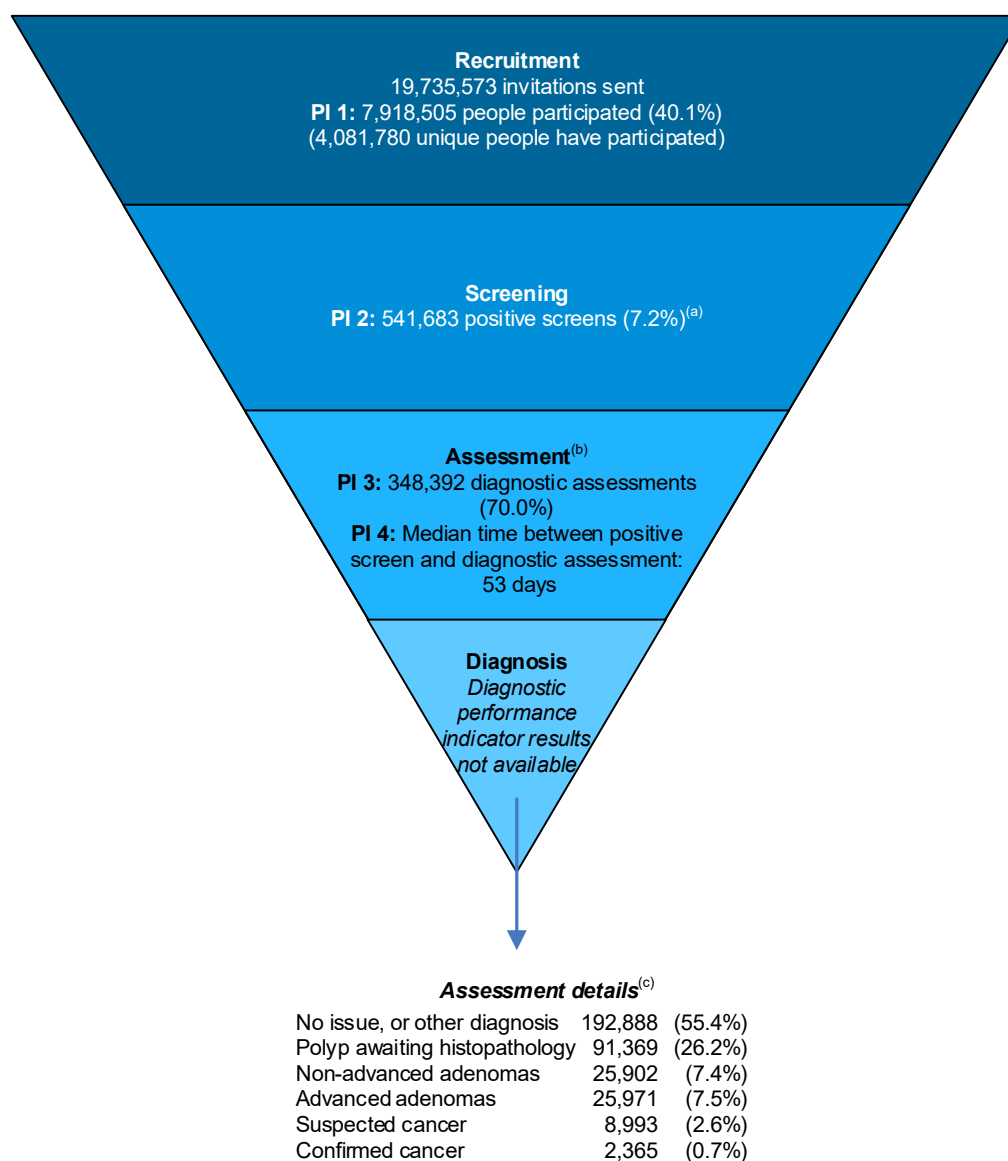 Recruitment
19,735,573 invitations sent
PI 1: 7,918,505 people participated (40.1%)
(4,081,780 unique people have participated)
Screening
PI 2: 541,683 positive screens (7.2%)(a)
Assessment(b)
PI 3: 348,392 diagnostic assessments
(70.0%)
PI 4: Median time between positive
screen and diagnostic assessment:
53 days
Diagnosis
Diagnostic
performance
indicator results
not available
Assessment details(c)
No issue, or other diagnosis 192,888 (55.4%)
Polyp awaiting histopathology 91,369 (26.2%)
Non-advanced adenomas 25,902 (7.4%)
Advanced adenomas 25,971 (7.5%)
Suspected cancer 8,993 (2.6%)
Confirmed cancer 2,365 (0.7%)